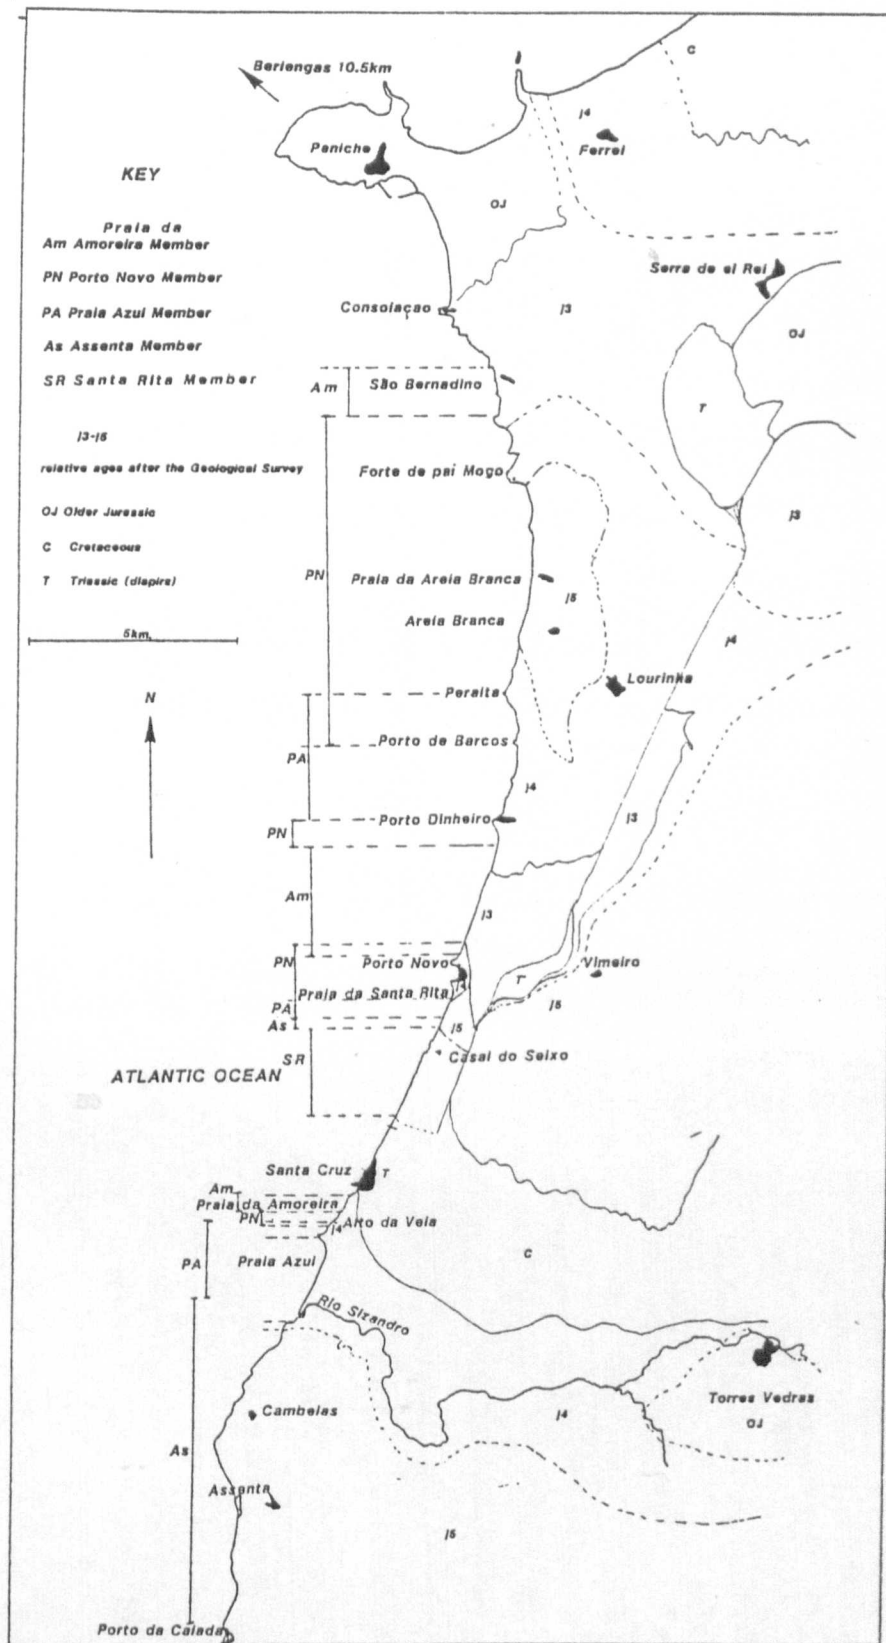 Berlengas 10.5km
C
j4
Peniche
Ferrel
KEY
OJ
Praia da
Am Amoreira Member
Serra de el Rei
PN Porto Novo Member
PA Praia Azul Member
Consolaçao
j3
OJ
As Assenta Member
SR Santa Rita Member
Am
São Bernadino
T
j3-j5
relative ages after the Geological Survey
Forte de pai Mogo
OJ Older Jurassic
j3
C Cretaceous
PN
Praia da Areia Branca
T Triassic (diapirs)
j5
Areia Branca
5km.
j4
Lourinha
N
Peralta
Porto de Barcos
PA
j4
PN
Porto Dinheiro
j3
Am
j3
PN
Porto Novo
Vimeiro
T
j4
Praia da Santa Rita
PA
j5
As
j5
SR
Casal do Seixo
ATLANTIC OCEAN
Santa Cruz
T
Am
Praia da Amoreira
PN
Alto da Vela
j4
C
PA
Praia Azul
Rio Sizandro
Torres Vedras
Cambelas
j4
OJ
As
Assenta
j5
Porto da Calada